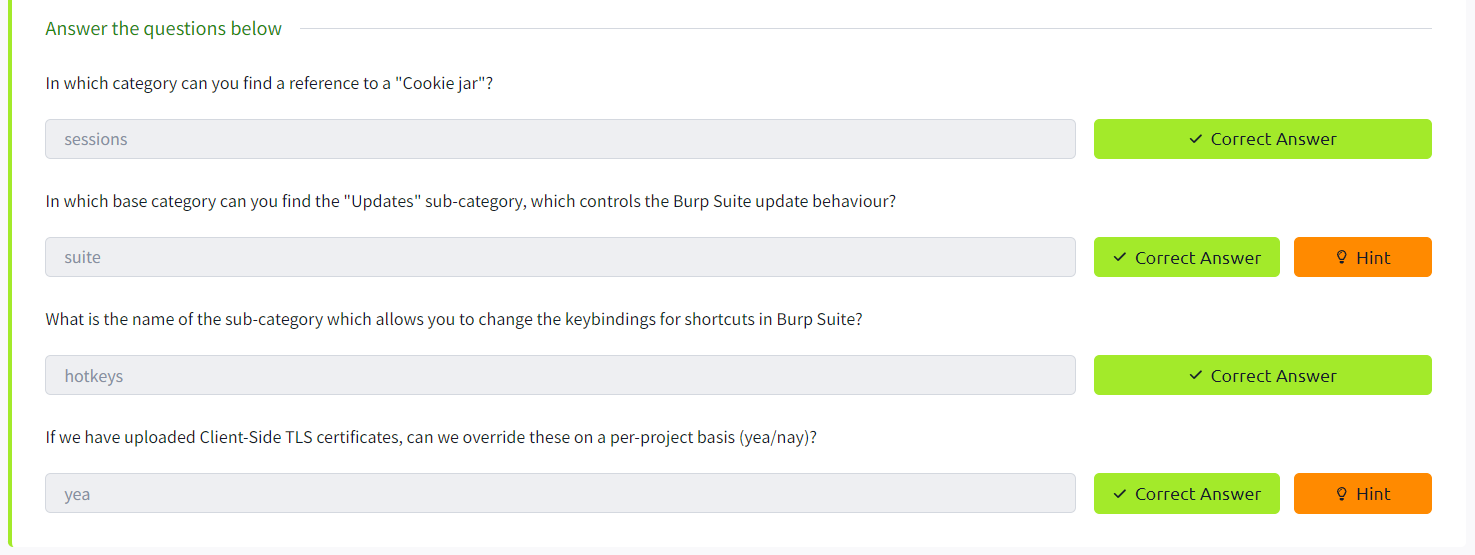 Answer the questions below
In which category can you find a reference to a "Cookie jar"?
sessions
Correct Answer
In which base category can you find the "Updates" sub-category, which controls the Burp Suite update behaviour?
suite
Correct Answer
Hint
What is the name of the sub-category which allows you to change the keybindings for shortcuts in Burp Suite?
hotkeys
Correct Answer
If we have uploaded Client-Side TLS certificates, can we override these on a per-project basis (yea/nay)?
yea
Correct Answer
Hint